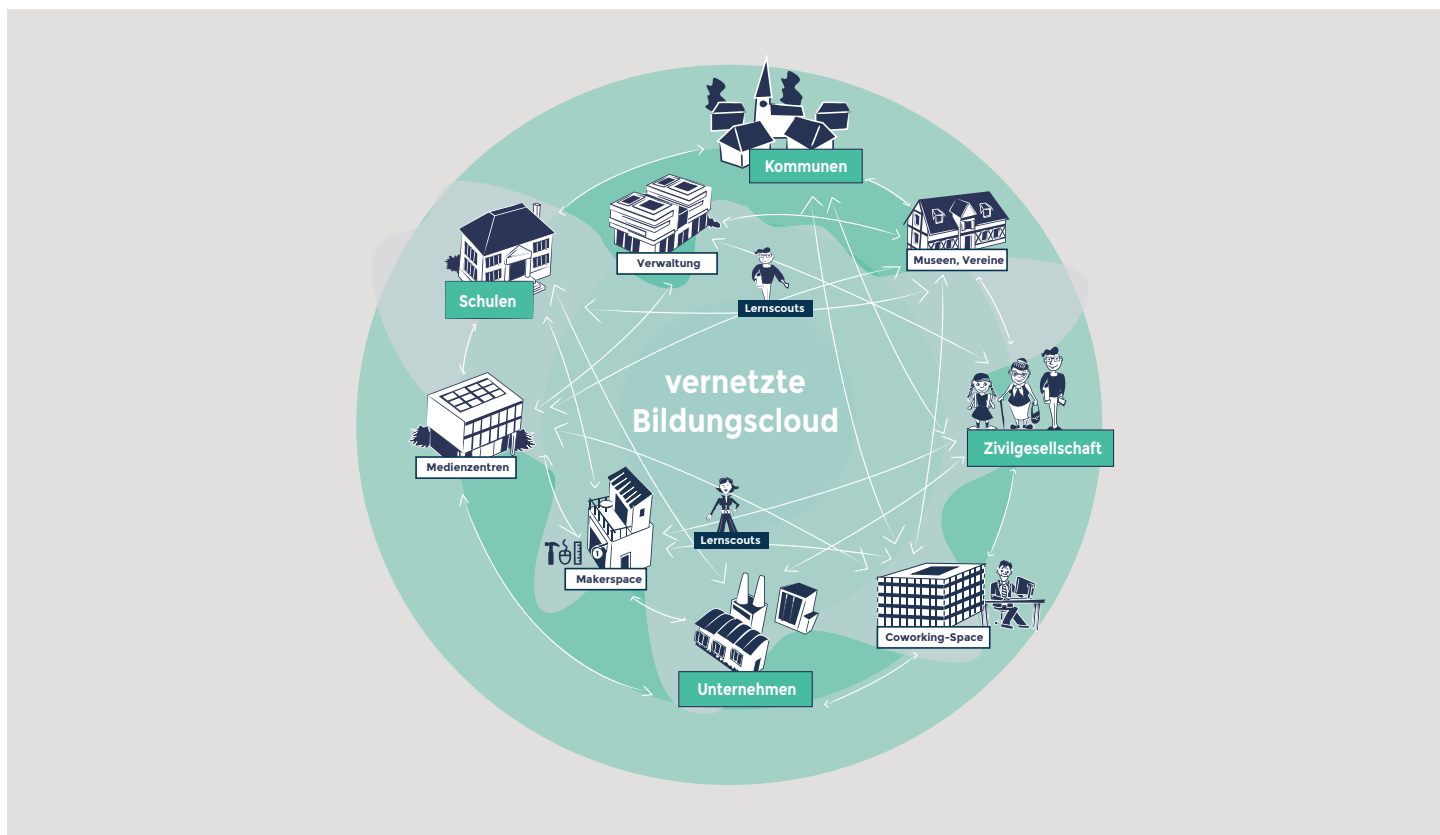 Kommunen
Museen, Vereine
Verwaltung
Schulen
Lernscouts
vernetzte
Bildungscloud
Zivilgesellschaft
Medienzentren
Lernscouts
Makerspace
Coworking-Space
Unternehmen